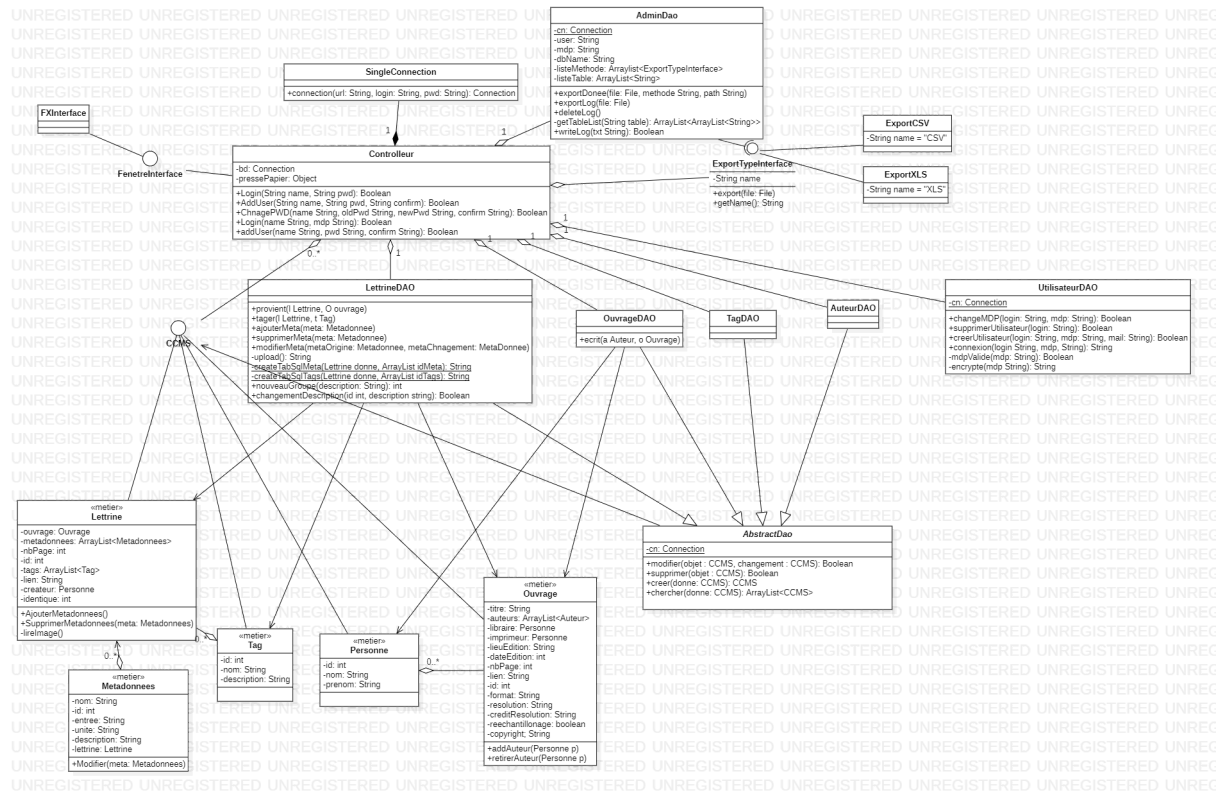 AdminDao
-cn: Connection
-user: String
-mdp: String
-dbName: String
-listeMethode: Arraylist<ExportTypeInterface>
-listeTable: ArrayList<String>
+exportDonee(file: File, methode String, path String)
+exportLog(file: File)
+deleteLog()
-getTableList(String table): ArrayList<ArrayList<String>>
+writeLog(txt String): Boolean
SingleConnection
+connection(url: String, login: String, pwd: String): Connection
FXInterface
FenetreInterface
1
1
Controlleur
-bd: Connection
-pressePapier: Object
+Login(String name, String pwd): Boolean
+AddUser(String name, String pwd, String confirm): Boolean
+ChnagePWD(name String, oldPwd String, newPwd String, confirm String): Boolean
+Login(name String, mdp String): Boolean
+addUser(name String, pwd String, confirm String): Boolean
ExportTypeInterface
-String name
+export(file: File)
+getName(): String
ExportCSV
-String name = "CSV"
ExportXLS
-String name = "XLS"
0..*
1
1
1
1
1
CCMS
LettrineDAO
+provient(l Lettrine, O ouvrage)
+tager(l Lettrine, t Tag)
+ajouterMeta(meta: Metadonnee)
+supprimerMeta(meta: Metadonnee)
+modifierMeta(metaOrigine: Metadonnee, metaChnagement: MetaDonnee)
-upload(): String
-createTabSqlMeta(Lettrine donne, ArrayList idMeta): String
-createTabSqlTags(Lettrine donne, ArrayList idTags): String
+nouveauGroupe(description: String): int
+changementDescription(id int, description string): Boolean
OuvrageDAO
+ecrit(a Auteur, o Ouvrage)
TagDAO
AuteurDAO
UtilisateurDAO
-cn: Connection
+changeMDP(login: String, mdp: String): Boolean
+supprimerUtilisateur(login: String): Boolean
+creerUtilisateur(login: String, mdp: String, mail: String): Boolean
+connexion(login String, mdp, String): String
-mdpValide(mdp: String): Boolean
-encrypte(mdp String): String
«metier»
Lettrine
-ouvrage: Ouvrage
-metadonnees: ArrayList<Metadonnees>
-nbPage: int
-id: int
-tags: ArrayList<Tag>
-lien: String
-createur: Personne
-identique: int
+AjouterMetadonnees()
+SupprimerMetadonnees(meta: Metadonnees)
-lireImage()
AbstractDao
-cn: Connection
+modifier(objet : CCMS, changement : CCMS): Boolean
+supprimer(objet : CCMS): Boolean
+creer(donne: CCMS): CCMS
+chercher(donne: CCMS): ArrayList<CCMS>
0..*
0..*
0..*
«metier»
Tag
-id: int
-nom: String
-description: String
«metier»
Personne
-id: int
-nom: String
-prenom: String
«metier»
Ouvrage
-titre: String
-auteurs: ArrayList<Auteur>
-libraire: Personne
-imprimeur: Personne
-lieuEdition: String
-dateEdition: int
-nbPage: int
-lien: String
-id: int
-format: String
-resolution: String
-creditResolution: String
-reechantillonage: boolean
-copyright; String
+addAuteur(Personne p)
+retirerAuteur(Personne p)
«metier»
Metadonnees
-nom: String
-id: int
-entree: String
-unite: String
-description: String
-lettrine: Lettrine
+Modifier(meta: Metadonnees)